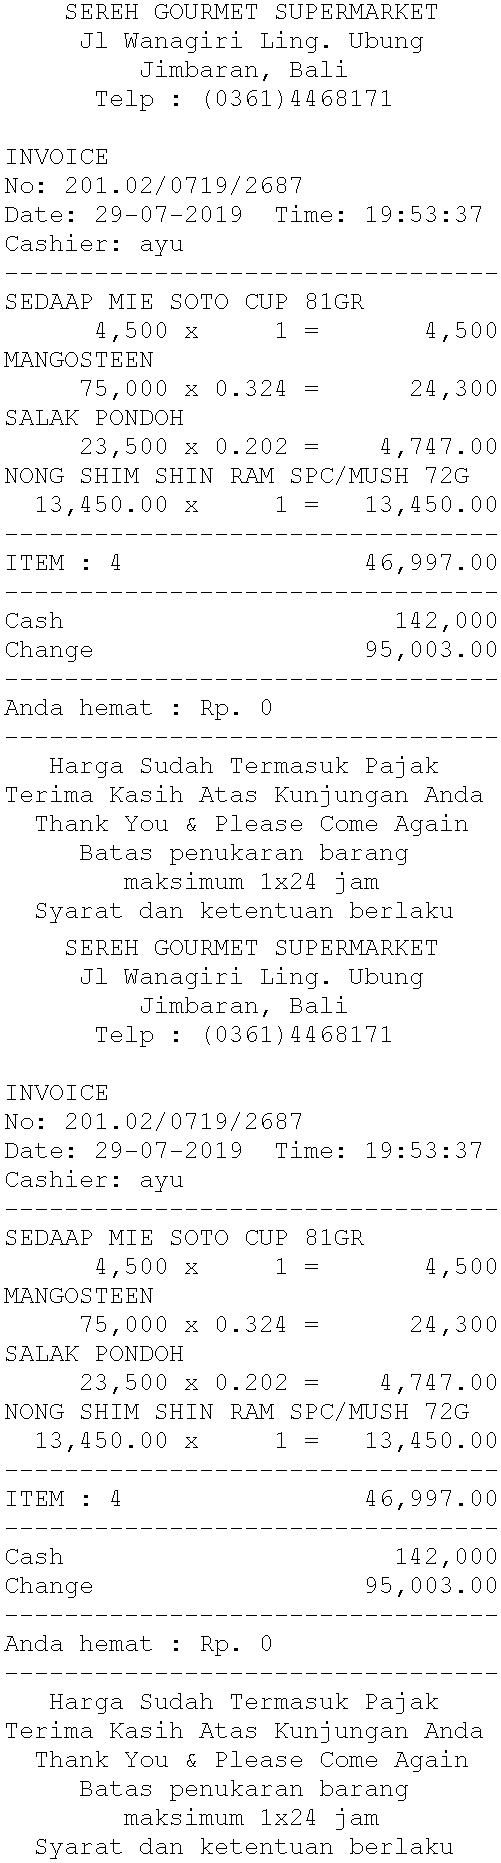 SEREH GOURMET SUPERMARKET
Jl Wanagiri Ling. Ubung
Jimbaran, Bali
Telp : (0361)4468171
INVOICE
No: 201.02/0719/2687
Date: 29-07-2019  Time: 19:53:37
Cashier: ayu
---------------------------------
SEDAAP MIE SOTO CUP 81GR
4,500 x     1 =       4,500
MANGOSTEEN
75,000 x 0.324 =      24,300
SALAK PONDOH
23,500 x 0.202 =    4,747.00
NONG SHIM SHIN RAM SPC/MUSH 72G
13,450.00 x     1 =   13,450.00
---------------------------------
ITEM : 4                46,997.00
---------------------------------
Cash                      142,000
Change                  95,003.00
---------------------------------
Anda hemat : Rp. 0
---------------------------------
Harga Sudah Termasuk Pajak
Terima Kasih Atas Kunjungan Anda
Thank You & Please Come Again
Batas penukaran barang
maksimum 1x24 jam
Syarat dan ketentuan berlaku
SEREH GOURMET SUPERMARKET
Jl Wanagiri Ling. Ubung
Jimbaran, Bali
Telp : (0361)4468171
INVOICE
No: 201.02/0719/2687
Date: 29-07-2019  Time: 19:53:37
Cashier: ayu
---------------------------------
SEDAAP MIE SOTO CUP 81GR
4,500 x     1 =       4,500
MANGOSTEEN
75,000 x 0.324 =      24,300
SALAK PONDOH
23,500 x 0.202 =    4,747.00
NONG SHIM SHIN RAM SPC/MUSH 72G
13,450.00 x     1 =   13,450.00
---------------------------------
ITEM : 4                46,997.00
---------------------------------
Cash                      142,000
Change                  95,003.00
---------------------------------
Anda hemat : Rp. 0
---------------------------------
Harga Sudah Termasuk Pajak
Terima Kasih Atas Kunjungan Anda
Thank You & Please Come Again
Batas penukaran barang
maksimum 1x24 jam
Syarat dan ketentuan berlaku